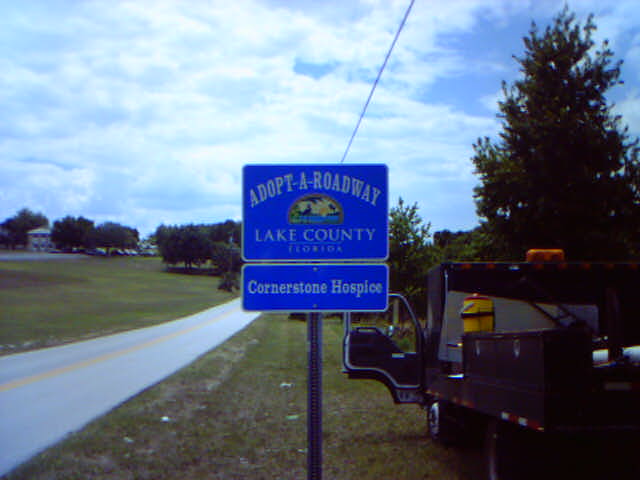 ADOPT-A-ROADWAY
LAKE COUNTY
FLORIDA
Cornerstone Hospice